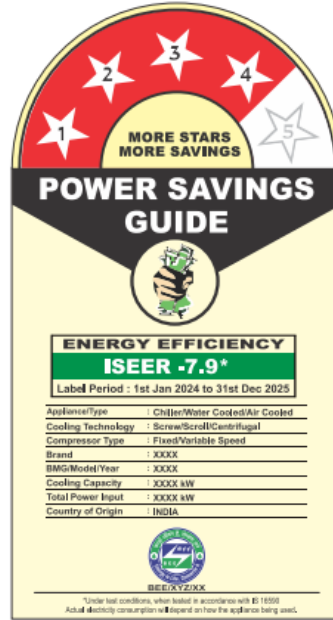 1 2 3 4 5
MORE STARS
MORE SAVINGS
POWER SAVINGS
GUIDE
ENERGY EFFICIENCY
ISEER -7.9*
Label Period : 1st Jan 2024 to 31st Dec 2025
Appliance/Type : Chiller/Water Cooled/Air Cooled
Cooling Technology : Screw/Scroll/Centrifugal
Compressor Type : Fixed/Variable Speed
Brand : XXXX
BMG/Model/Year : XXXX
Cooling Capacity : XXXX kW
Total Power Input : XXXX kW
Country of Origin : INDIA
BEE
BEE/XYZ/XX
*Under test conditions, when tested in accordance with IS 16590
Actual electricity consumption will depend on how the appliance being used.